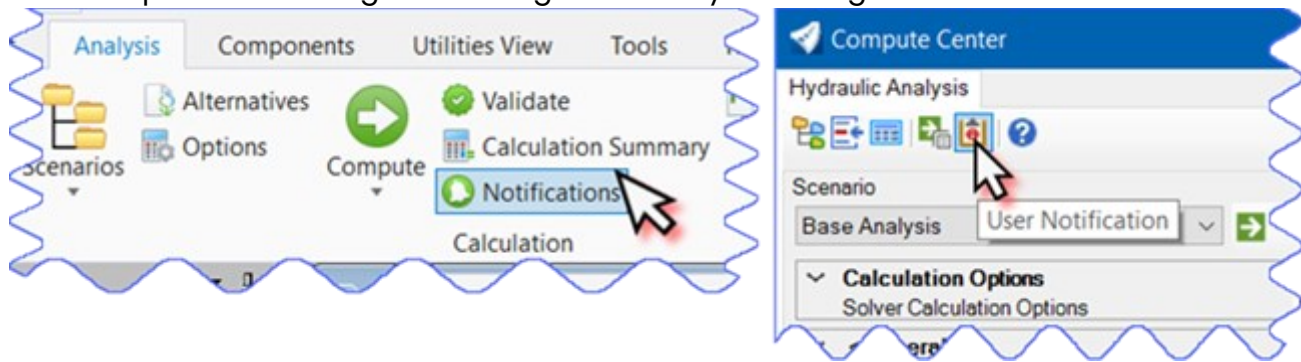 Analysis Components Utilities View Tools
Scenarios
Alternatives
Options
Compute
Validate
Calculation Summary
Notifications
Calculation
Compute Center
Hydraulic Analysis
Scenario
Base Analysis
User Notification
Calculation Options
Solver Calculation Options